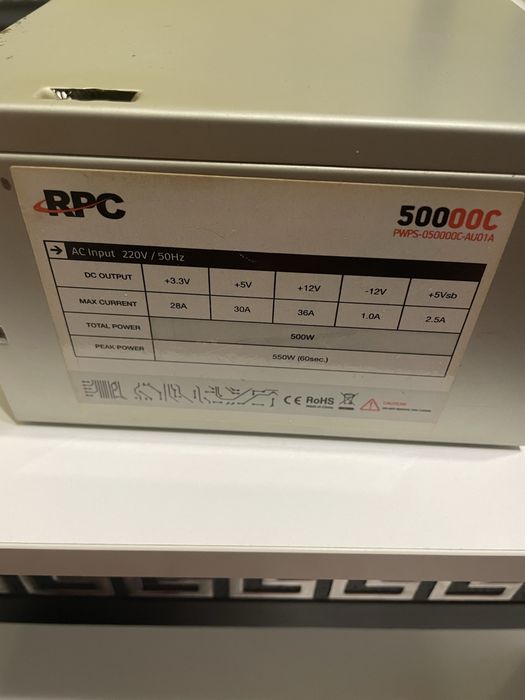 RPC
50000C
PWPS-050000C-AU01A
AC Input 220V / 50Hz
DC OUTPUT +3.3V +5V +12V -12V +5Vsb
MAX CURRENT 28A 30A 36A 1.0A 2.5A
TOTAL POWER 500W
PEAK POWER 550W (60sec.)
CE RoHS CAUTION